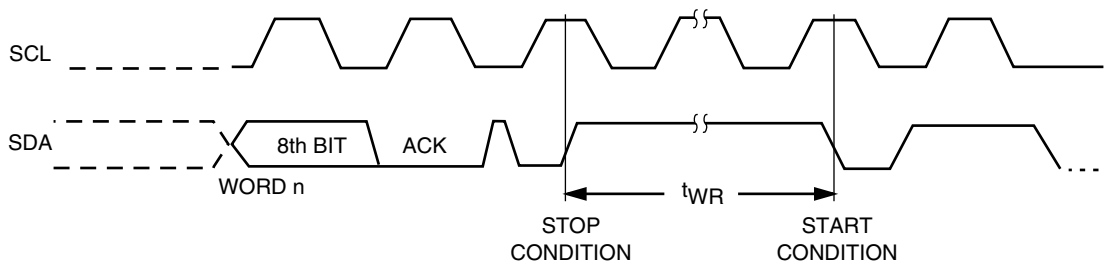 SCL
SDA
8th BIT
ACK
WORD n
tWR
STOP
CONDITION
START
CONDITION